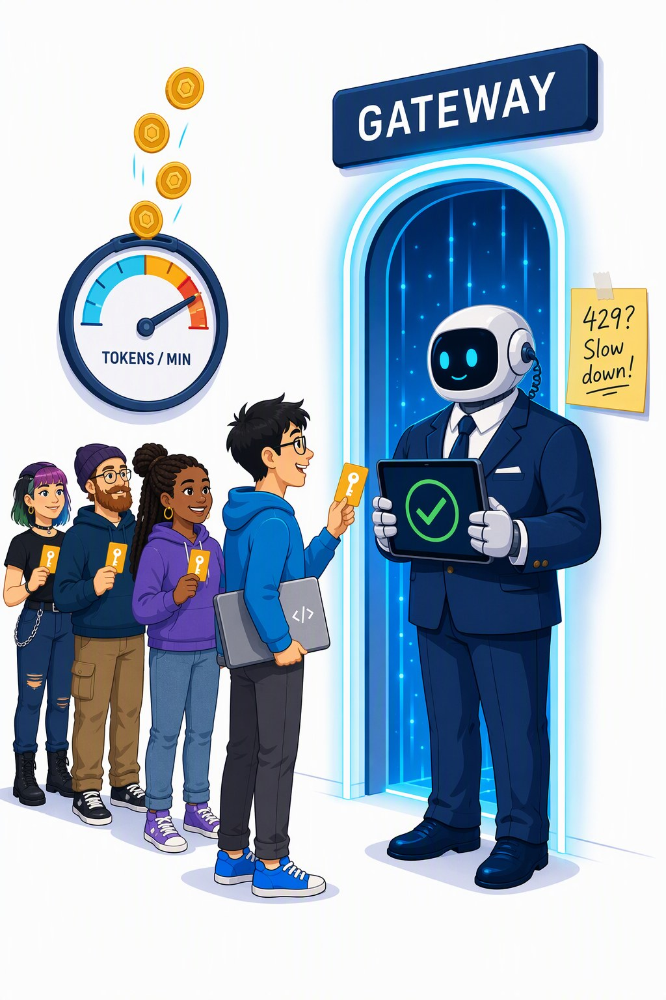 GATEWAY
TOKENS / MIN
429?
Slow
down!
</>